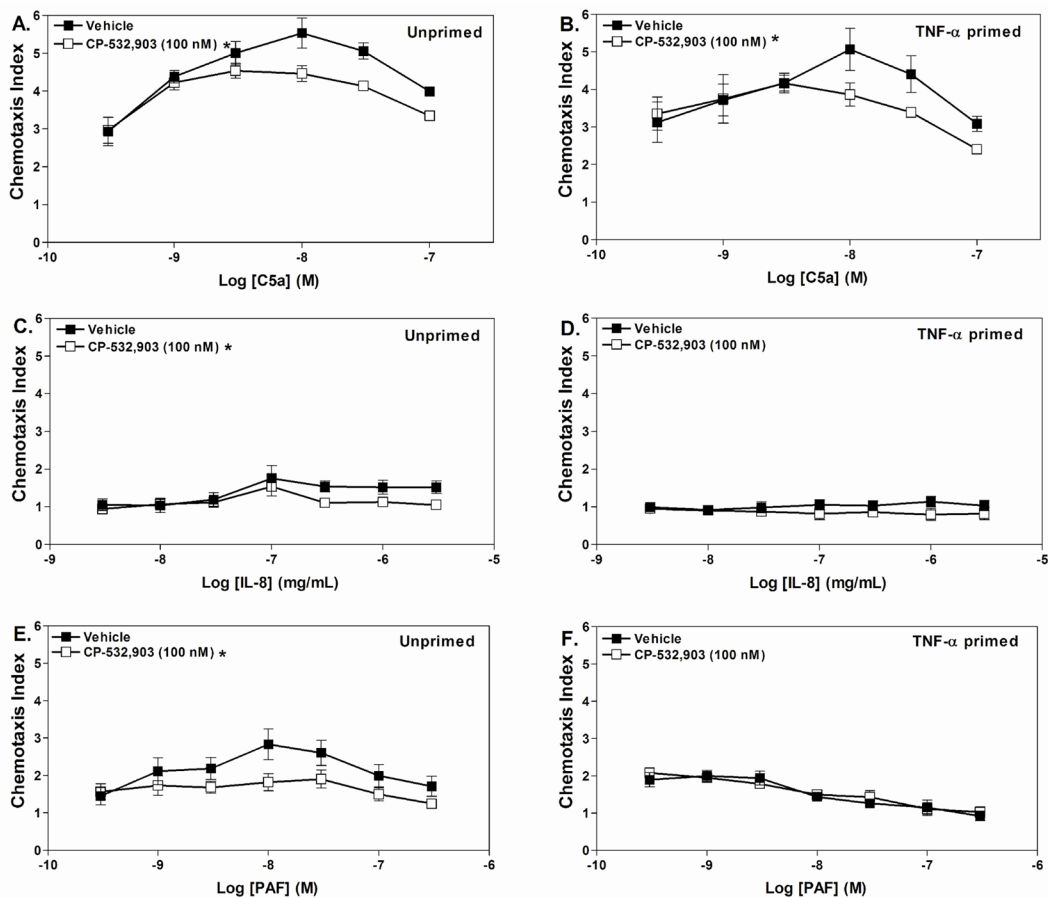 A.
Vehicle
CP-532,903 (100 nM) *
Unprimed
Chemotaxis Index
6
5
4
3
2
1
0
-10
-9
-8
-7
Log [C5a] (M)
B.
Vehicle
CP-532,903 (100 nM) *
TNF-α primed
Chemotaxis Index
6
5
4
3
2
1
0
-10
-9
-8
-7
Log [C5a] (M)
C.
Vehicle
CP-532,903 (100 nM) *
Unprimed
Chemotaxis Index
6
5
4
3
2
1
0
-9
-8
-7
-6
-5
Log [IL-8] (mg/mL)
D.
Vehicle
CP-532,903 (100 nM)
TNF-α primed
Chemotaxis Index
6
5
4
3
2
1
0
-9
-8
-7
-6
-5
Log [IL-8] (mg/mL)
E.
Vehicle
CP-532,903 (100 nM) *
Unprimed
Chemotaxis Index
6
5
4
3
2
1
0
-10
-9
-8
-7
-6
Log [PAF] (M)
F.
Vehicle
CP-532,903 (100 nM)
TNF-α primed
Chemotaxis Index
6
5
4
3
2
1
0
-10
-9
-8
-7
-6
Log [PAF] (M)